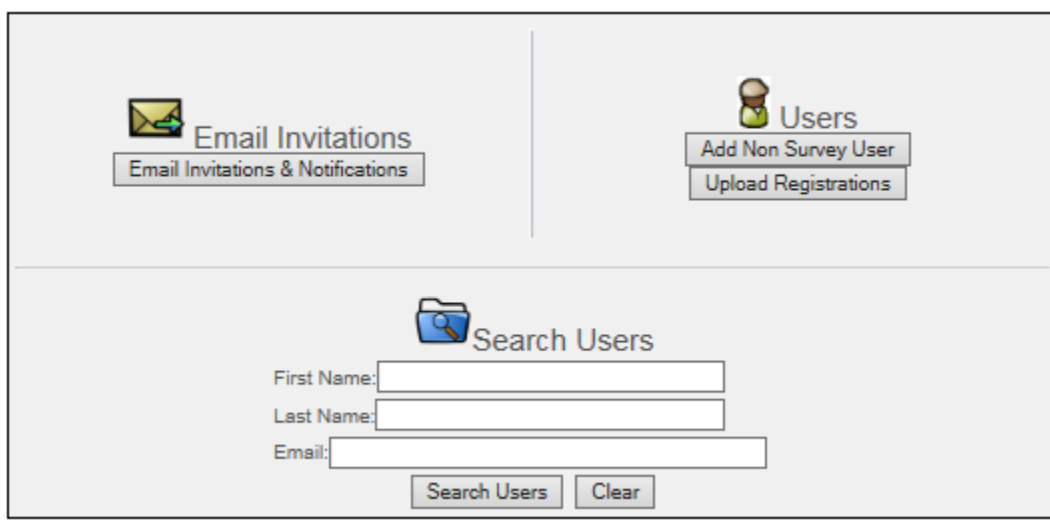 Email Invitations
Email Invitations & Notifications
Users
Add Non Survey User
Upload Registrations
Search Users
First Name:
Last Name:
Email:
Search Users Clear